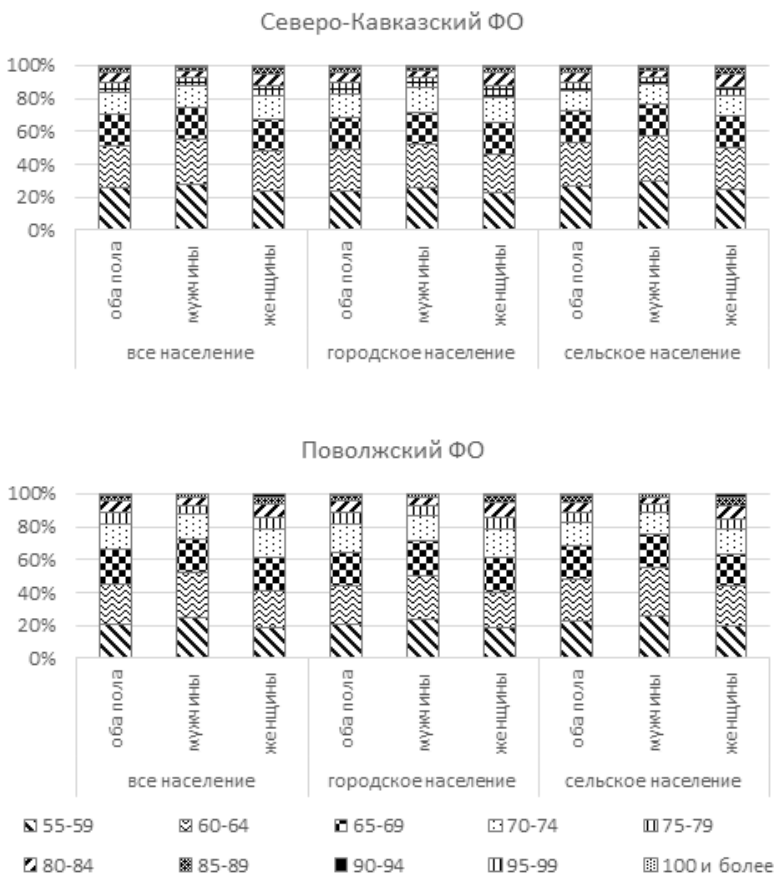 Северо-Кавказский ФО
100%
80%
60%
40%
20%
0%
оба пола
мужчины
женщины
оба пола
мужчины
женщины
оба пола
мужчины
женщины
все население
городское население
сельское население
Поволжский ФО
100%
80%
60%
40%
20%
0%
оба пола
мужчины
женщины
оба пола
мужчины
женщины
оба пола
мужчины
женщины
все население
городское население
сельское население
55-59 60-64 65-69 70-74 75-79
80-84 85-89 90-94 95-99 100 и более